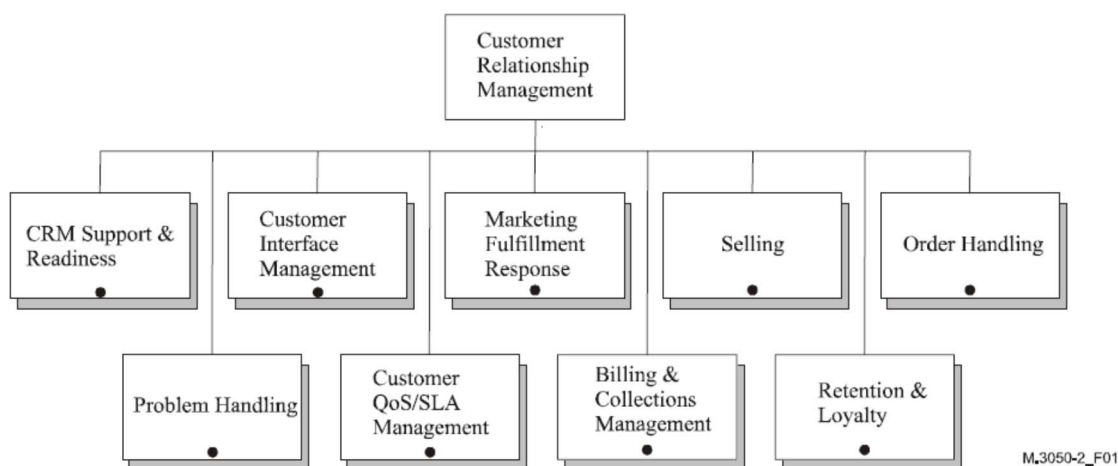 Customer
Relationship
Management
CRM Support &
Readiness
Customer
Interface
Management
Marketing
Fulfillment
Response
Selling
Order Handling
Problem Handling
Customer
QoS/SLA
Management
Billing &
Collections
Management
Retention &
Loyalty
M.3050-2_F01